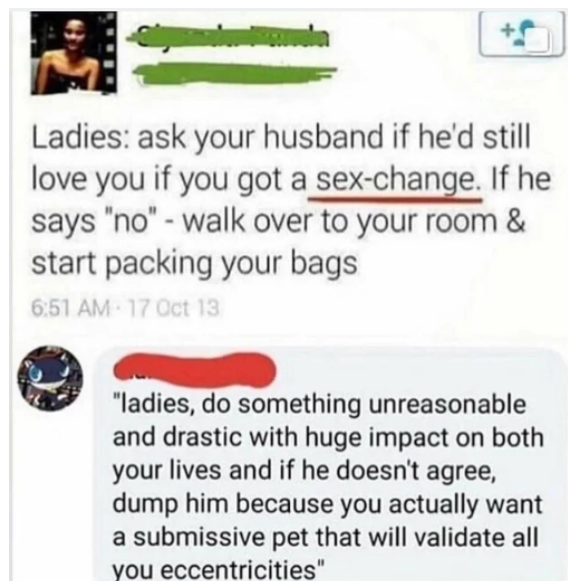 Ladies: ask your husband if he'd still
love you if you got a sex-change. If he
says "no" - walk over to your room &
start packing your bags
6:51 AM · 17 Oct 13
"ladies, do something unreasonable
and drastic with huge impact on both
your lives and if he doesn't agree,
dump him because you actually want
a submissive pet that will validate all
you eccentricities"